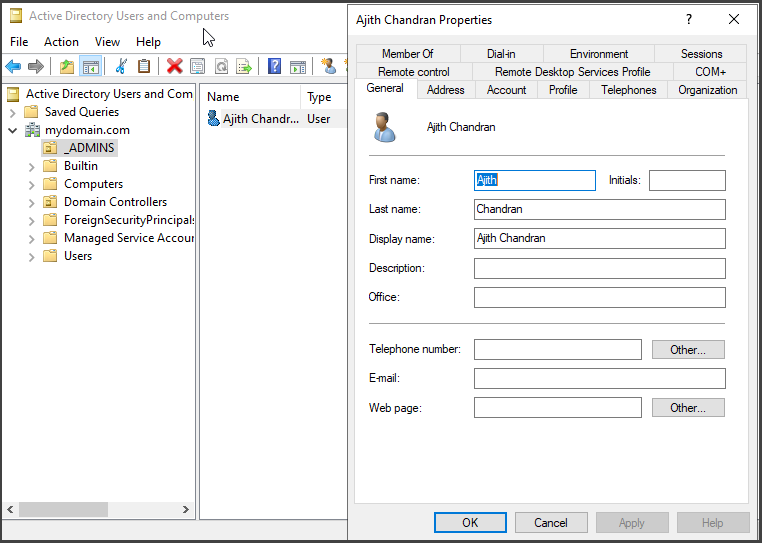 Active Directory Users and Computers
File Action View Help
Active Directory Users and Com
Saved Queries
mydomain.com
_ADMINS
Builtin
Computers
Domain Controllers
ForeignSecurityPrincipals
Managed Service Accour
Users
Name Type
Ajith Chandr... User
Ajith Chandran Properties
? 
Member Of Dial-in Environment Sessions
Remote control Remote Desktop Services Profile COM+
General Address Account Profile Telephones Organization
Ajith Chandran
First name: Ajith Initials:
Last name: Chandran
Display name: Ajith Chandran
Description:
Office:
Telephone number: Other...
E-mail:
Web page: Other...
OK Cancel Apply Help